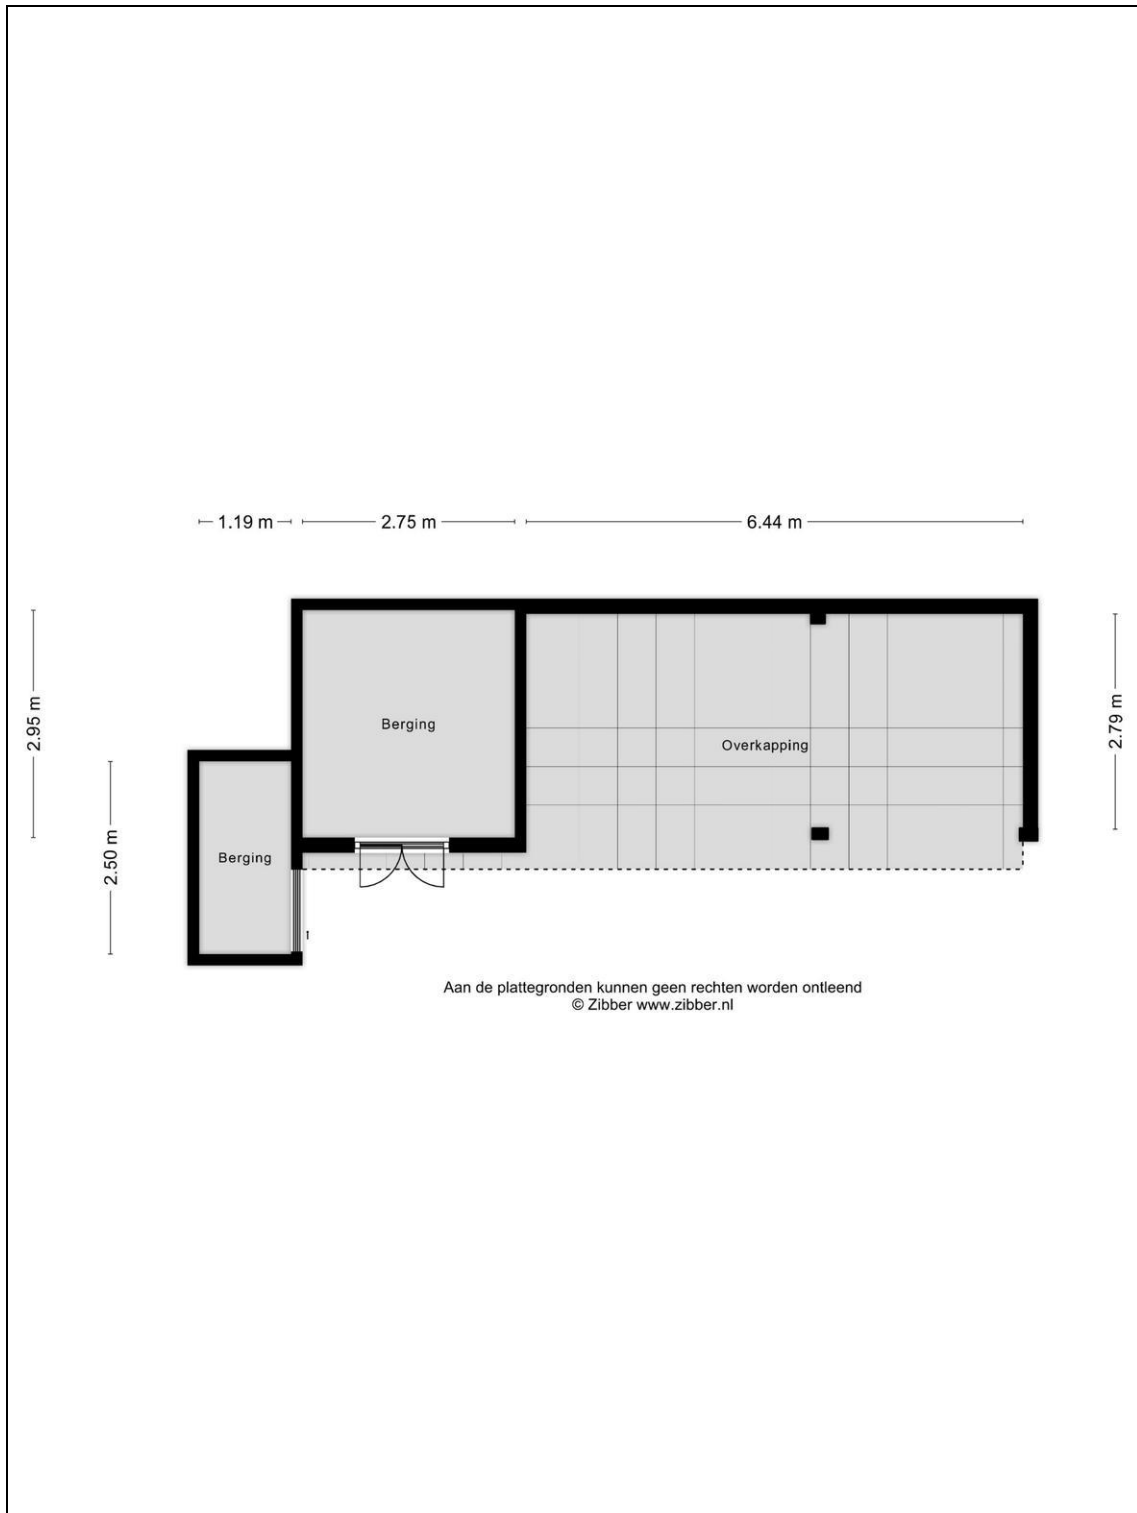 1.19 m
2.75 m
6.44 m
2.95 m
2.79 m
2.50 m
Berging
Overkapping
Berging
Aan de plattegronden kunnen geen rechten worden ontleend
© Zibber www.zibber.nl